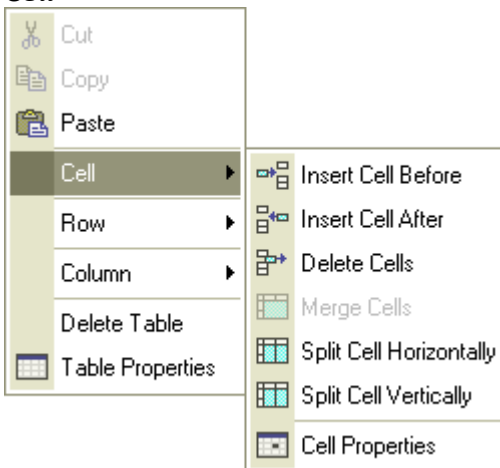 Cell
Cut
Copy
Paste
Cell
Row
Column
Delete Table
Table Properties
Insert Cell Before
Insert Cell After
Delete Cells
Merge Cells
Split Cell Horizontally
Split Cell Vertically
Cell Properties